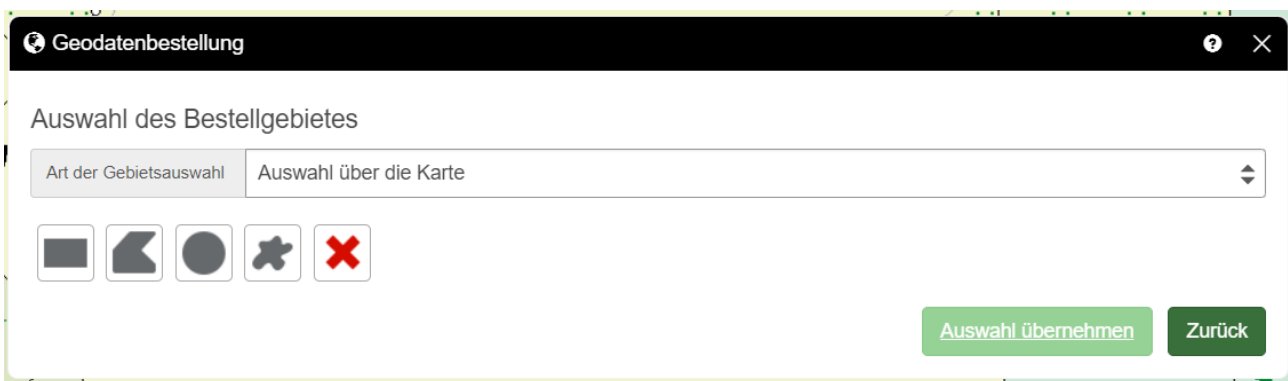 Geodatenbestellung
Auswahl des Bestellgebietes
Art der Gebietsauswahl Auswahl über die Karte
Auswahl übernehmen Zurück